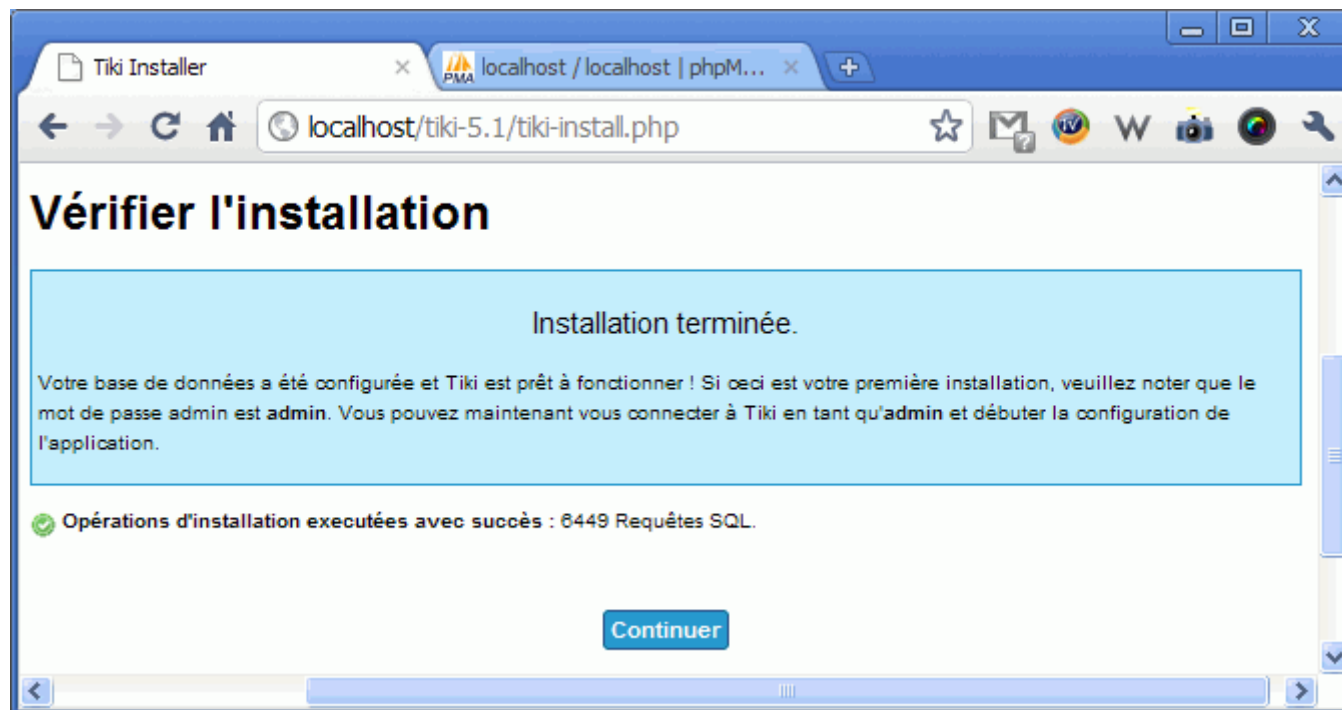 Tiki Installer
PMA localhost / localhost | phpM...
localhost/tiki-5.1/tiki-install.php
Vérifier l'installation
Installation terminée.
Votre base de données a été configurée et Tiki est prêt à fonctionner ! Si ceci est votre première installation, veuillez noter que le
mot de passe admin est admin. Vous pouvez maintenant vous connecter à Tiki en tant qu'admin et débuter la configuration de
l'application.
Opérations d'installation executées avec succès : 6449 Requêtes SQL.
Continuer